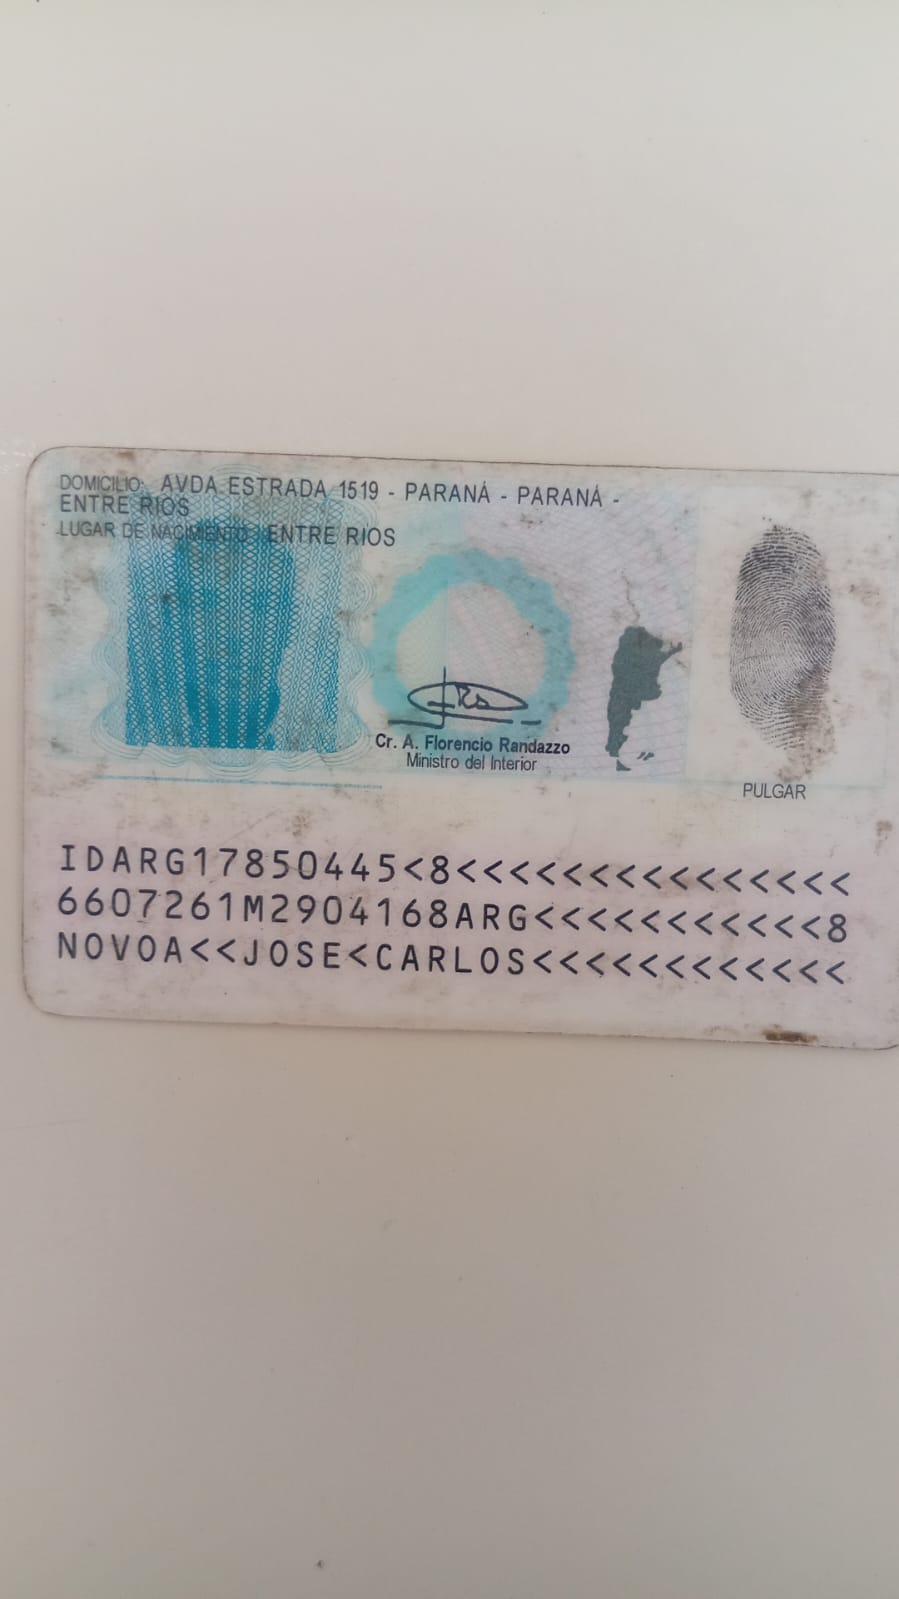 DOMICILIO: AVDA ESTRADA 1519 - PARANÁ - PARANÁ -
ENTRE RIOS
LUGAR DE NACIMIENTO: ENTRE RIOS
Cr. A. Florencio Randazzo
Ministro del Interior
PULGAR
IDARG17850445<8<<<<<<<<<<<<<<<
6607261M2904168ARG<<<<<<<<<<<8
NOVOA<<JOSE<CARLOS<<<<<<<<<<<<